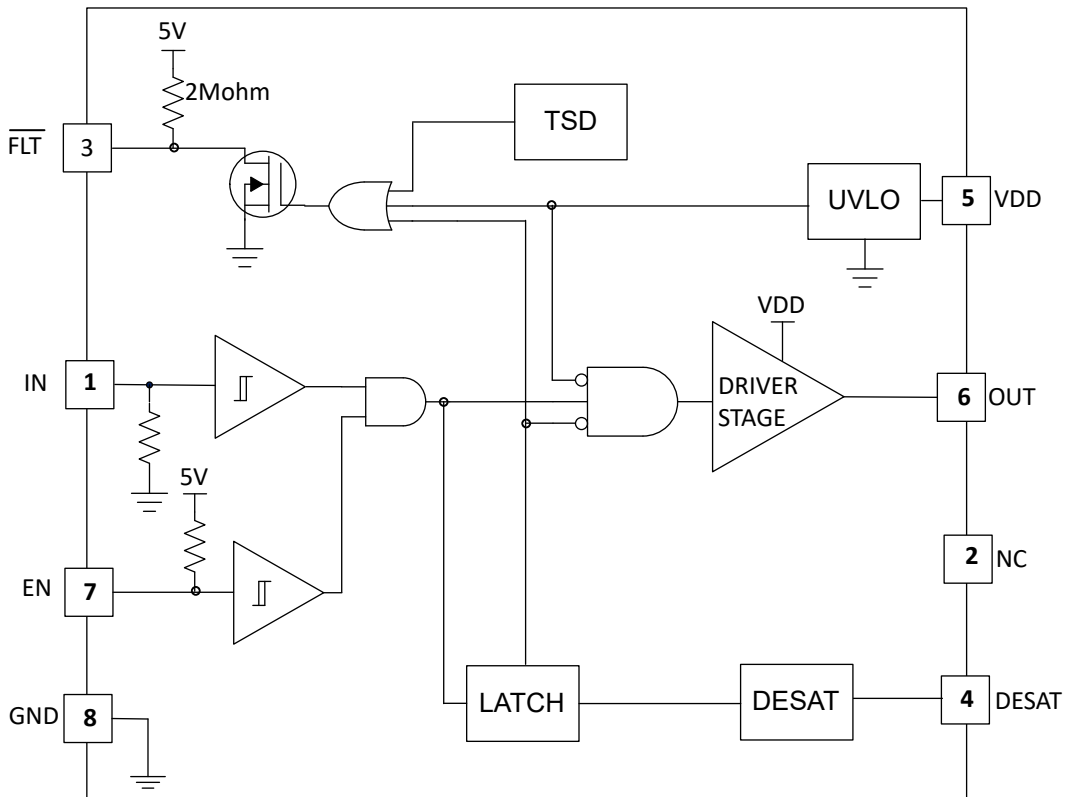 5V
2Mohm
FLT
3
TSD
UVLO
5
VDD
VDD
IN
1
DRIVER
STAGE
6
OUT
5V
2
NC
EN
7
LATCH
DESAT
4
DESAT
GND
8